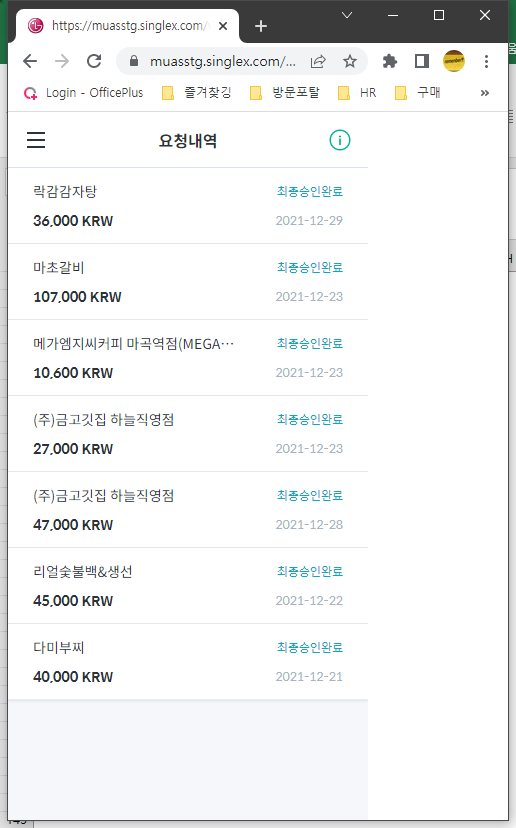 https://muasstg.singlex.com/
muasstg.singlex.com/...
Login - OfficePlus 즐겨찾깅 방문포탈 HR 구매 »
요청내역
락감감자탕 최종승인완료
36,000 KRW 2021-12-29
마초갈비 최종승인완료
107,000 KRW 2021-12-23
메가엠지씨커피 마곡역점(MEGA··· 최종승인완료
10,600 KRW 2021-12-23
(주)금고깃집 하늘직영점 최종승인완료
27,000 KRW 2021-12-23
(주)금고깃집 하늘직영점 최종승인완료
47,000 KRW 2021-12-28
리얼숯불백&생선 최종승인완료
45,000 KRW 2021-12-22
다미부찌 최종승인완료
40,000 KRW 2021-12-21